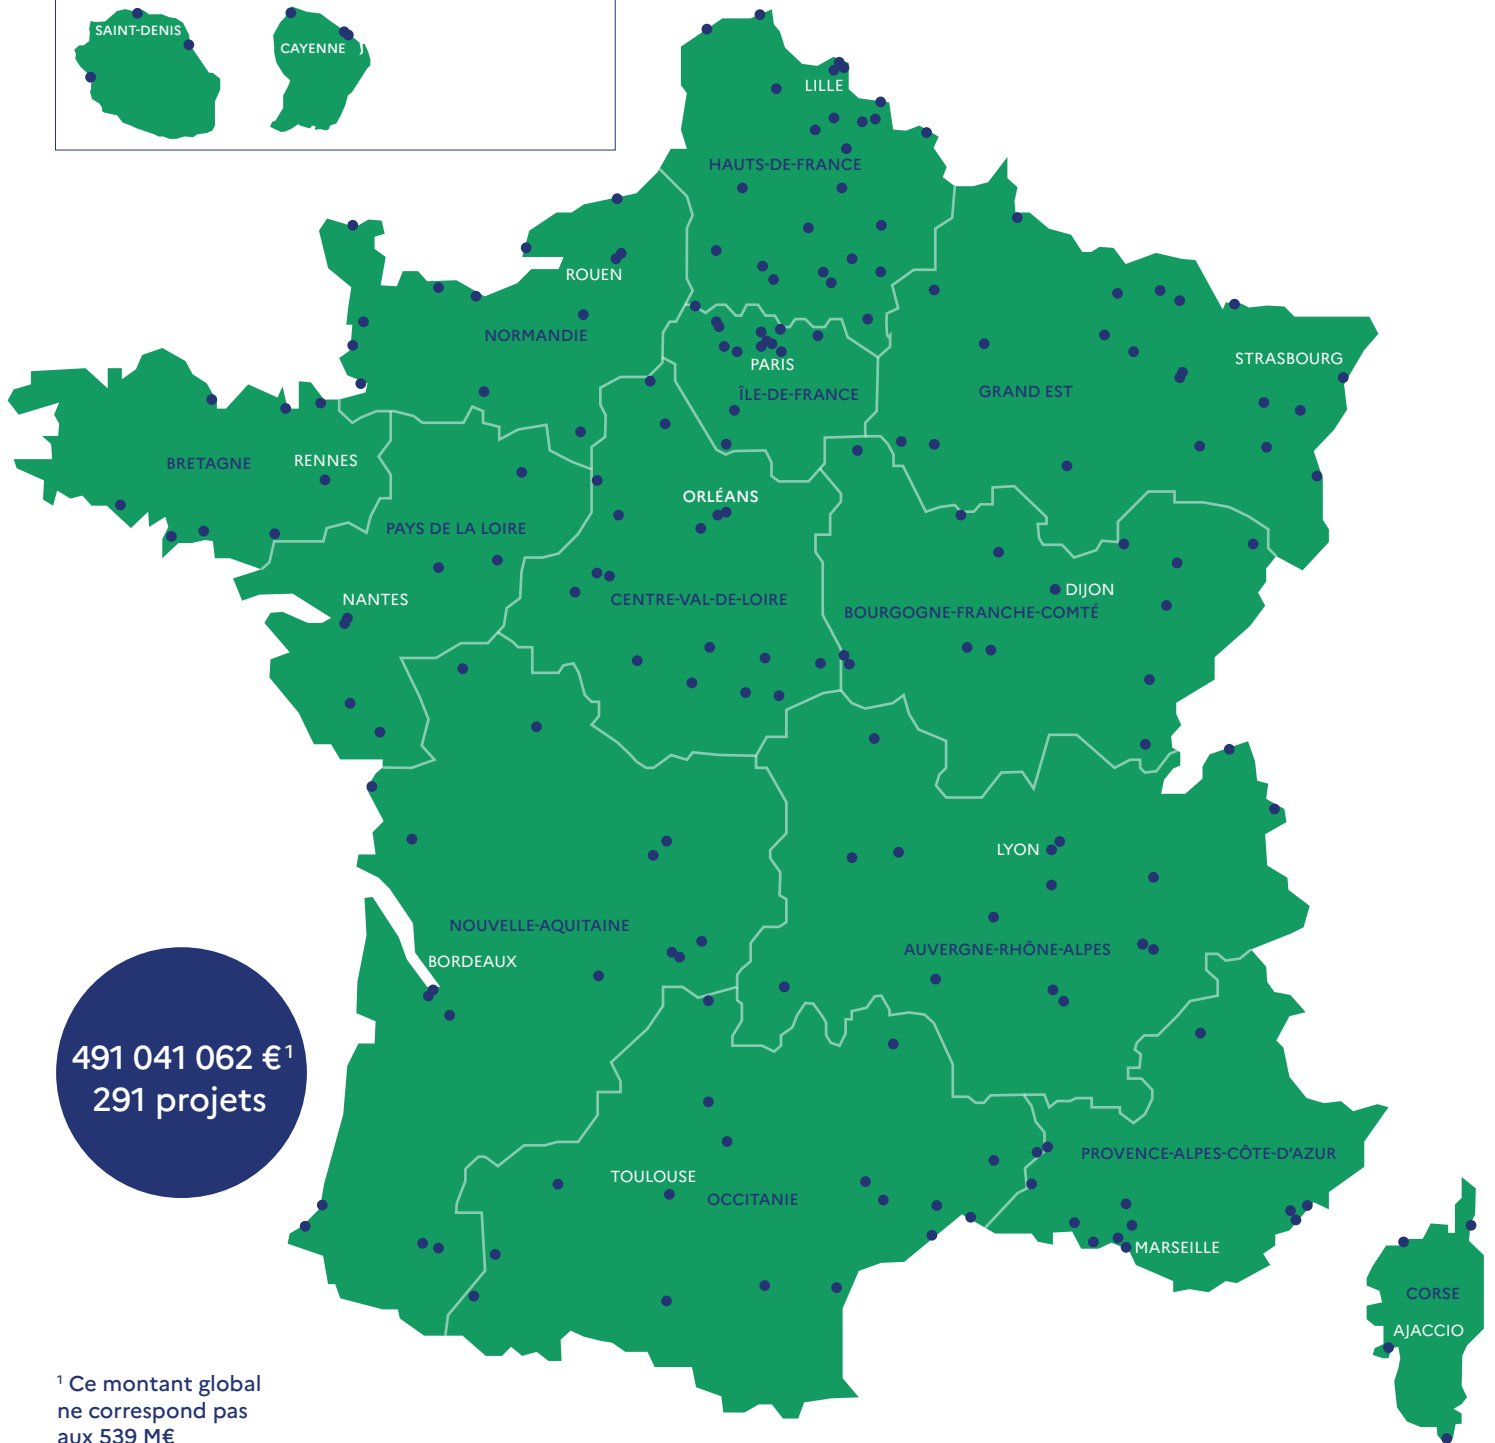 SAINT-DENIS
CAYENNE
LILLE
HAUTS-DE-FRANCE
ROUEN
NORMANDIE
PARIS
ÎLE-DE-FRANCE
STRASBOURG
GRAND EST
BRETAGNE
RENNES
ORLÉANS
PAYS DE LA LOIRE
NANTES
CENTRE-VAL-DE-LOIRE
DIJON
BOURGOGNE-FRANCHE-COMTÉ
LYON
NOUVELLE-AQUITAINE
BORDEAUX
AUVERGNE-RHÔNE-ALPES
491 041 062 €¹
291 projets
TOULOUSE
OCCITANIE
PROVENCE-ALPES-CÔTE-D'AZUR
MARSEILLE
CORSE
AJACCIO
¹ Ce montant global
ne correspond pas
aux 539 M€